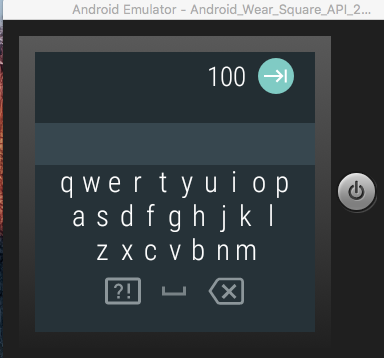 Android Emulator - Android_Wear_Square_API_2...
100
q w e r t y u i o p
a s d f g h j k l
z x c v b n m
?!